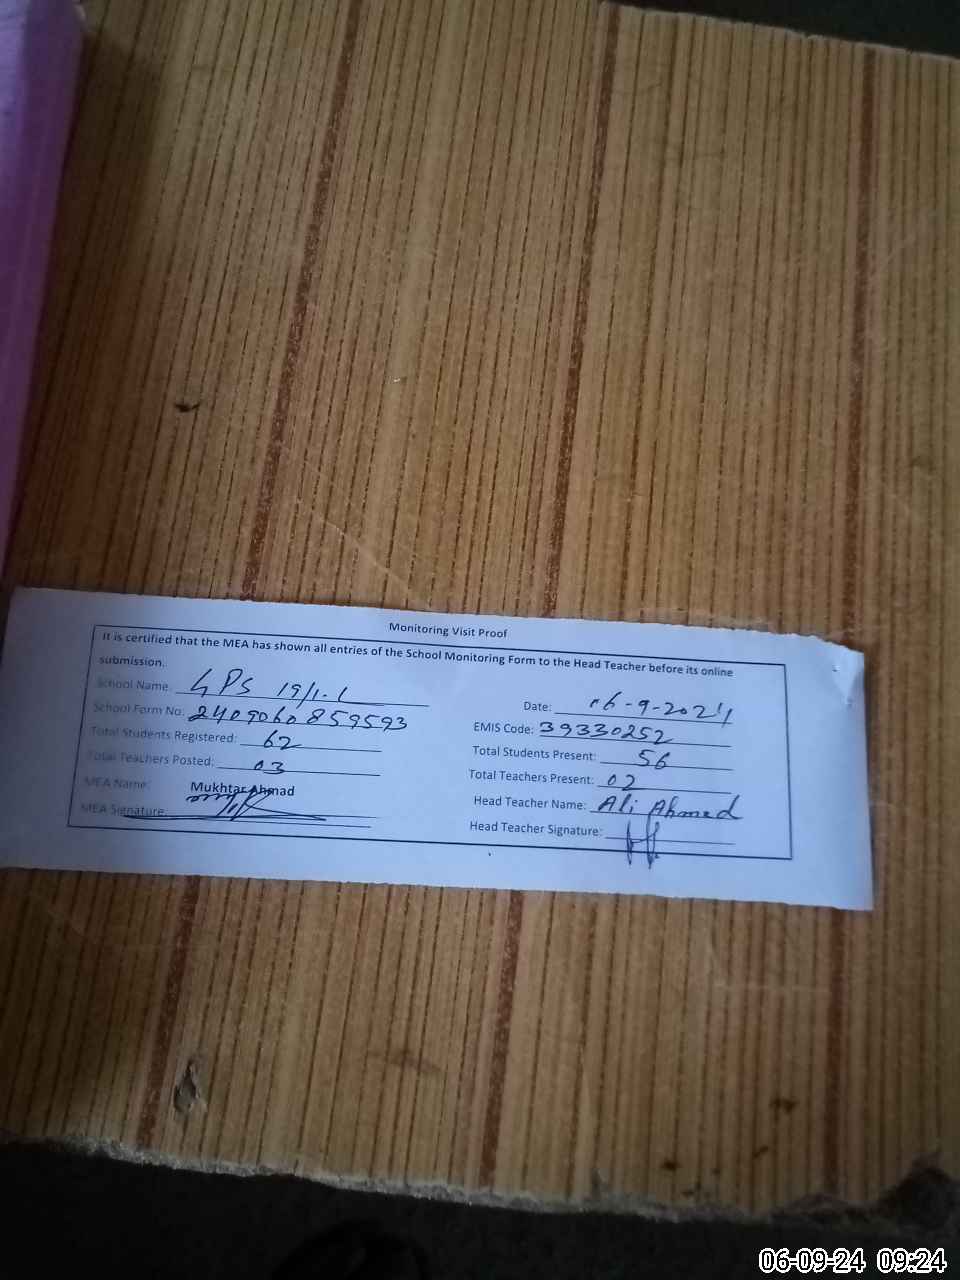 Monitoring Visit Proof
It is certified that the MEA has shown all entries of the School Monitoring Form to the Head Teacher before its online
submission.
School Name: GPS 19/1-L
Date: 06-9-2024
School Form No: 2409060859593
EMIS Code: 39330252
Total Students Registered: 62
Total Students Present: 56
Total Teachers Posted: 03
Total Teachers Present: 02
MEA Name: Mukhtar Ahmad
Head Teacher Name: Ali Ahmed
MEA Signature:
Head Teacher Signature:
06-09-24 09:24